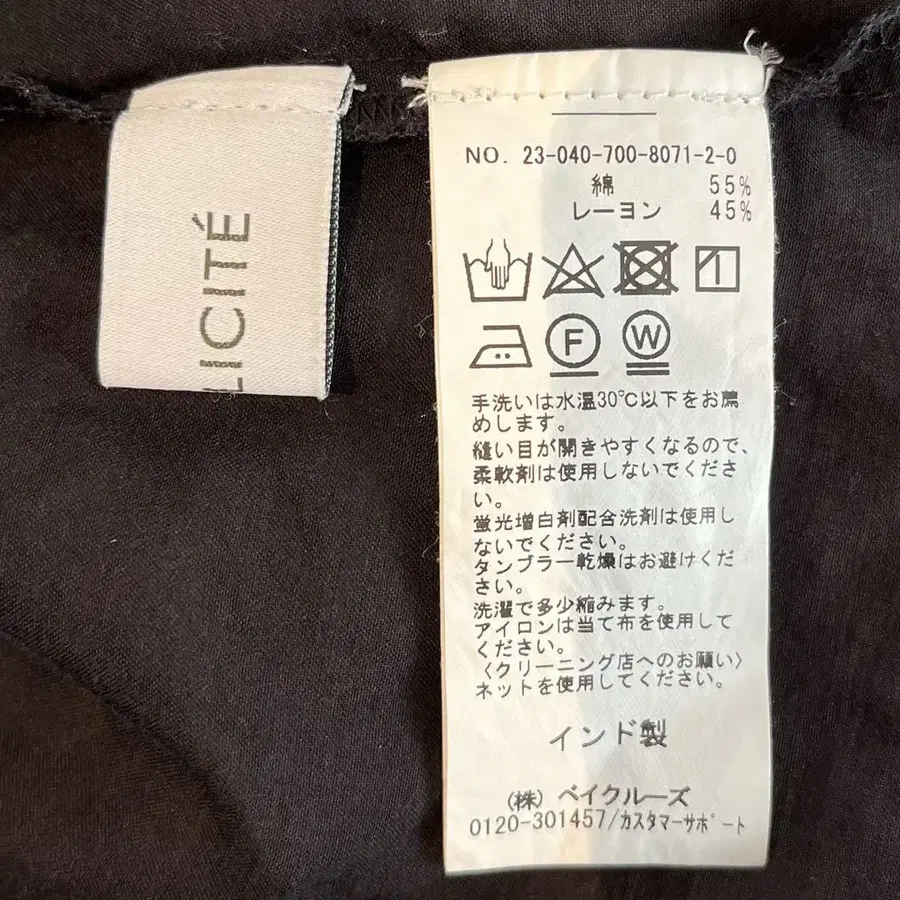 LICITÉ
NO. 23-040-700-8071-2-0
綿 55%
レーヨン 45%
F
W
手洗いは水温30℃以下をお薦
めします。
縫い目が開きやすくなるので、
柔軟剤は使用しないでくださ
い。
蛍光増白剤配合洗剤は使用し
ないでください。
タンブラー乾燥はお避けくだ
さい。
洗濯で多少縮みます。
アイロンは当て布を使用して
ください。
〈クリーニング店へのお願い〉
ネットを使用してください。
インド製
(株) ベイクルーズ
0120-301457/カスタマーサポート